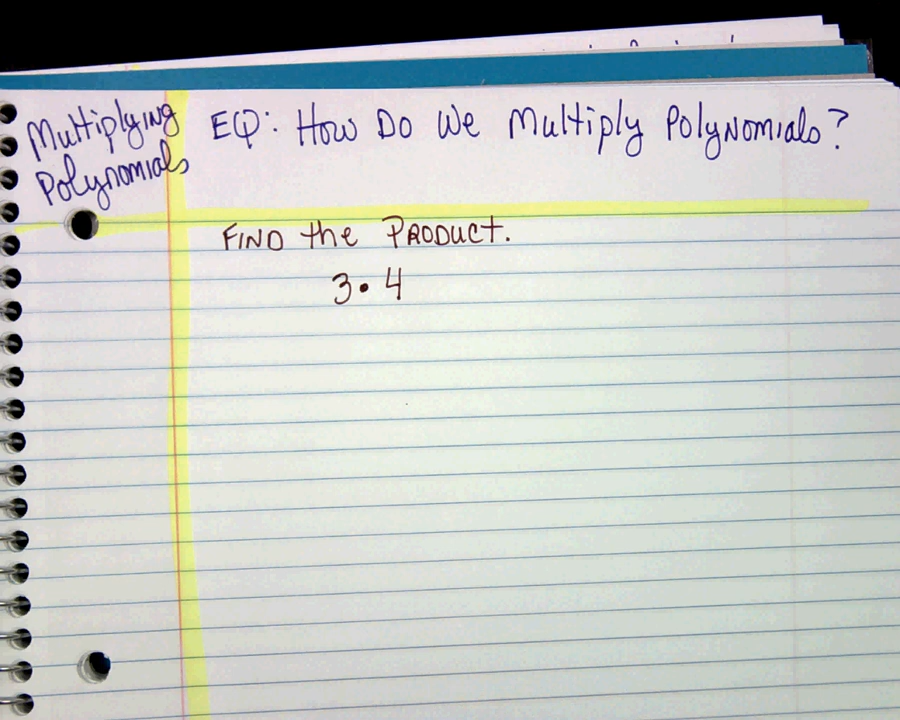 Multiplying
Polynomials
EQ: How Do We Multiply Polynomials?
Find the Product.
3 • 4